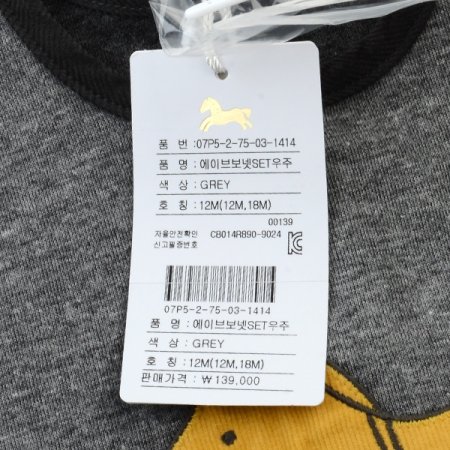 품 번 : 07P5-2-75-03-1414
품 명 : 에이브보넷SET우주
색 상 : GREY
호 칭 : 12M(12M,18M)
00139
자율안전확인 CB014R890-9024
신고필증번호
07P5-2-75-03-1414
품 명 : 에이브보넷SET우주
색 상 : GREY
호 칭 : 12M(12M,18M)
판매가격 : ₩139,000